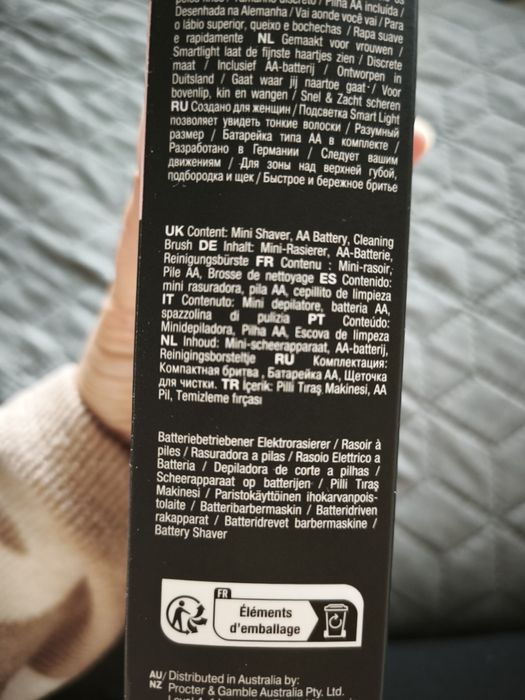 Tamanho discreto / Pilha AA incluída /
Desenhada na Alemanha / Vai aonde você vai / Para
o lábio superior, queixo e bochechas / Rapa suave
e rapidamente NL Gemaakt voor vrouwen /
Smartlight laat de fijnste haartjes zien / Discrete
maat / Inclusief AA-batterij / Ontworpen in
Duitsland / Gaat waar jij naartoe gaat / Voor
bovenlip, kin en wangen / Snel & Zacht scheren
RU Создано для женщин / Подсветка Smart Light
позволяет увидеть тонкие волоски / Разумный
размер / Батарейка типа АА в комплекте /
Разработано в Германии / Следует вашим
движениям / Для зоны над верхней губой,
подбородка и щек / Быстрое и бережное бритье
UK Content: Mini Shaver, AA Battery, Cleaning
Brush DE Inhalt: Mini-Rasierer, AA-Batterie,
Reinigungsbürste FR Contenu : Mini-rasoir,
Pile AA, Brosse de nettoyage ES Contenido:
mini rasuradora, pila AA, cepillito de limpieza
IT Contenuto: Mini depilatore, batteria AA,
spazzolina di pulizia PT Conteúdo:
Minidepiladora, Pilha AA, Escova de limpeza
NL Inhoud: Mini-scheerapparaat, AA-batterij,
Reinigingsborsteltje RU Комплектация:
Компактная бритва , Батарейка АА, Щеточка
для чистки. TR İçerik: Pilli Tıraş Makinesi, AA
Pil, Temizleme fırçası
Batteriebetriebener Elektrorasierer / Rasoir à
piles / Rasuradora a pilas / Rasoio Elettrico a
Batteria / Depiladora de corte a pilhas /
Scheerapparaat op batterijen / Pilli Tıraş
Makinesi / Paristokäyttöinen ihokarvanpois-
tolaite / Batteribarbermaskin / Batteridriven
rakapparat / Batteridrevet barbermaskine /
Battery Shaver
FR
Éléments
d'emballage
AU/ Distributed in Australia by:
NZ Procter & Gamble Australia Pty. Ltd.